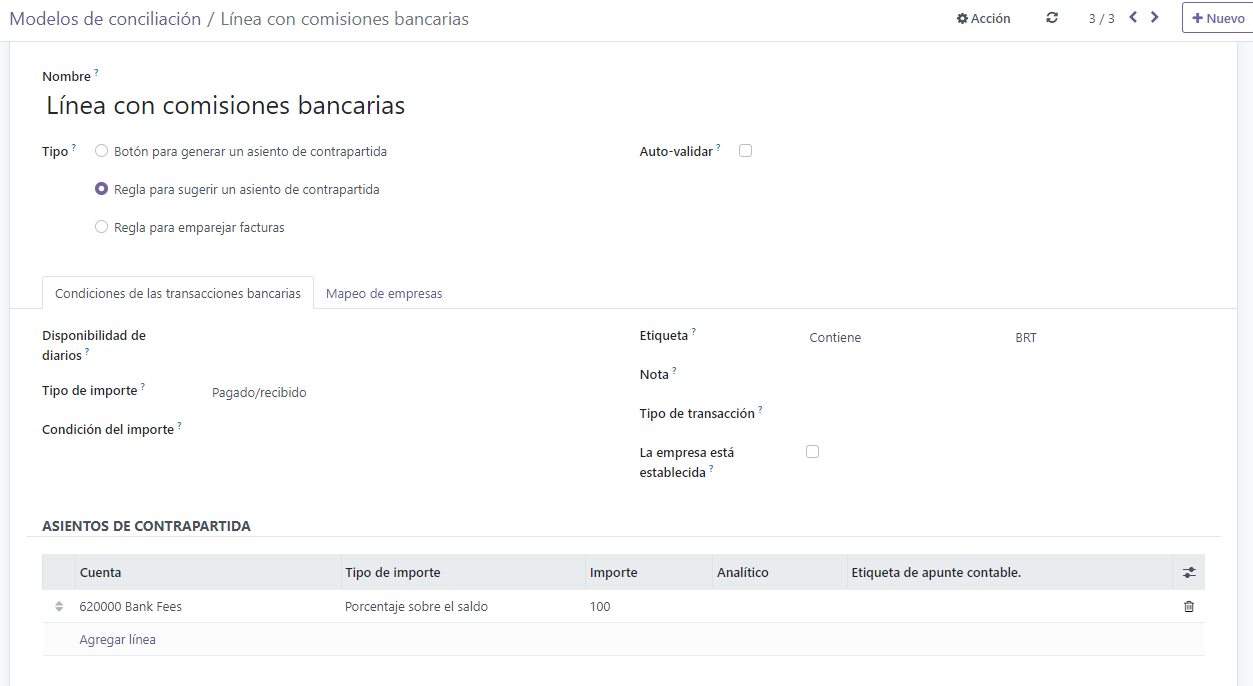 Modelos de conciliación / Línea con comisiones bancarias
Acción
3 / 3
Nuevo
Nombre ?
Línea con comisiones bancarias
Tipo ?
Botón para generar un asiento de contrapartida
Auto-validar ?
Regla para sugerir un asiento de contrapartida
Regla para emparejar facturas
Condiciones de las transacciones bancarias
Mapeo de empresas
Disponibilidad de
diarios ?
Tipo de importe ?
Pagado/recibido
Condición del importe ?
Etiqueta ?
Contiene
BRT
Nota ?
Tipo de transacción ?
La empresa está
establecida ?
ASIENTOS DE CONTRAPARTIDA
Cuenta Tipo de importe Importe Analítico Etiqueta de apunte contable.
620000 Bank Fees Porcentaje sobre el saldo 100
Agregar línea